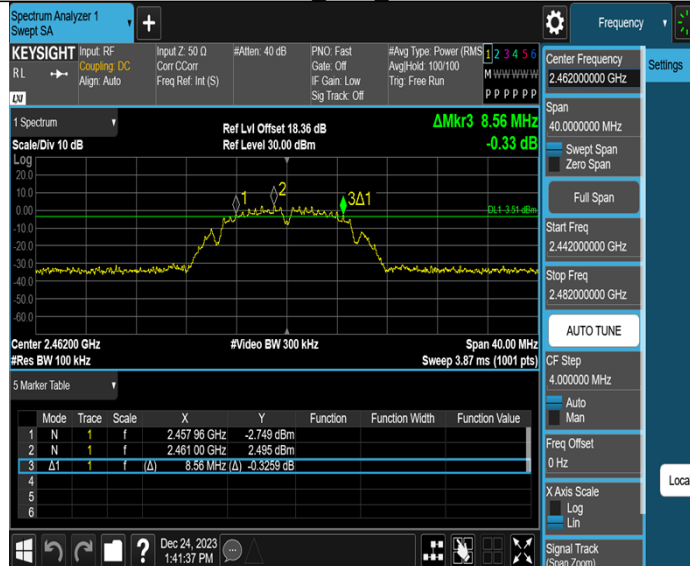 Spectrum Analyzer 1
Swept SA
Frequency
KEYSIGHT
RL
LXI
Input: RF
Coupling: DC
Align: Auto
Input Z: 50 Ω
Corr CCorr
Freq Ref: Int (S)
#Atten: 40 dB
PNO: Fast
Gate: Off
IF Gain: Low
Sig Track: Off
#Avg Type: Power (RMS
Avg|Hold: 100/100
Trig: Free Run
1 2 3 4 5 6
M W W W W W
P P P P P P
1 Spectrum
Scale/Div 10 dB
Ref Lvl Offset 18.36 dB
Ref Level 30.00 dBm
ΔMkr3 8.56 MHz
-0.33 dB
Log
20.0
10.0
0.00
-10.0
-20.0
-30.0
-40.0
-50.0
-60.0
1
2
3Δ1
DL1 -3.51 dBm
Center 2.46200 GHz
#Video BW 300 kHz
Span 40.00 MHz
#Res BW 100 kHz
Sweep 3.87 ms (1001 pts)
5 Marker Table
Mode Trace Scale X Y Function Function Width Function Value
1 N 1 f 2.457 96 GHz -2.749 dBm
2 N 1 f 2.461 00 GHz 2.495 dBm
3 Δ1 1 f (Δ) 8.56 MHz (Δ) -0.3259 dB
4
5
6
?
Dec 24, 2023
1:41:37 PM
Center Frequency
2.462000000 GHz
Span
40.0000000 MHz
Swept Span
Zero Span
Full Span
Start Freq
2.442000000 GHz
Stop Freq
2.482000000 GHz
AUTO TUNE
CF Step
4.000000 MHz
Auto
Man
Freq Offset
0 Hz
X Axis Scale
Log
Lin
Signal Track
(Span Zoom)
Settings
Loca